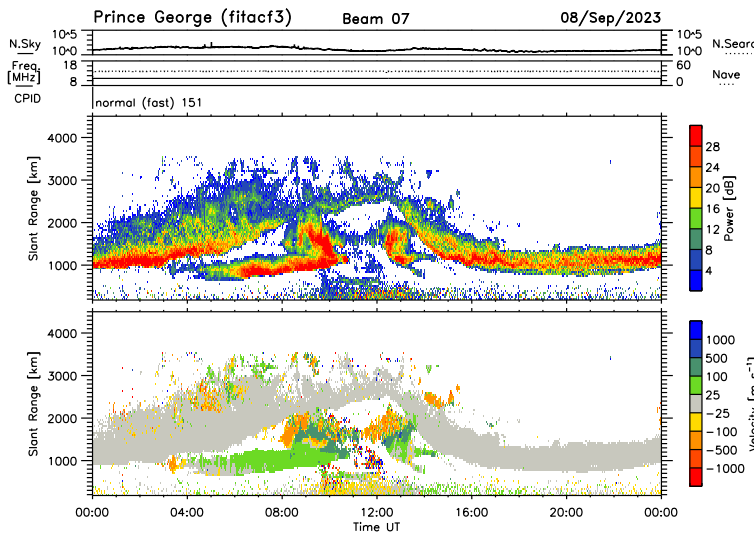 Prince George (fitacf3) Beam 07 08/Sep/2023
N.Sky 10^5 10^0 10^5 10^0 N.Searc
Freq. [MHz] 18 8 60 0 Nave
CPID normal (fast) 151
4000
3000
2000
1000
Slant Range [km]
28
24
20
16
12
8
4
Power [dB]
4000
3000
2000
1000
Slant Range [km]
1000
500
100
25
-25
-100
-500
-1000
Velocity [m s^-1]
00:00 04:00 08:00 12:00 16:00 20:00 00:00
Time UT